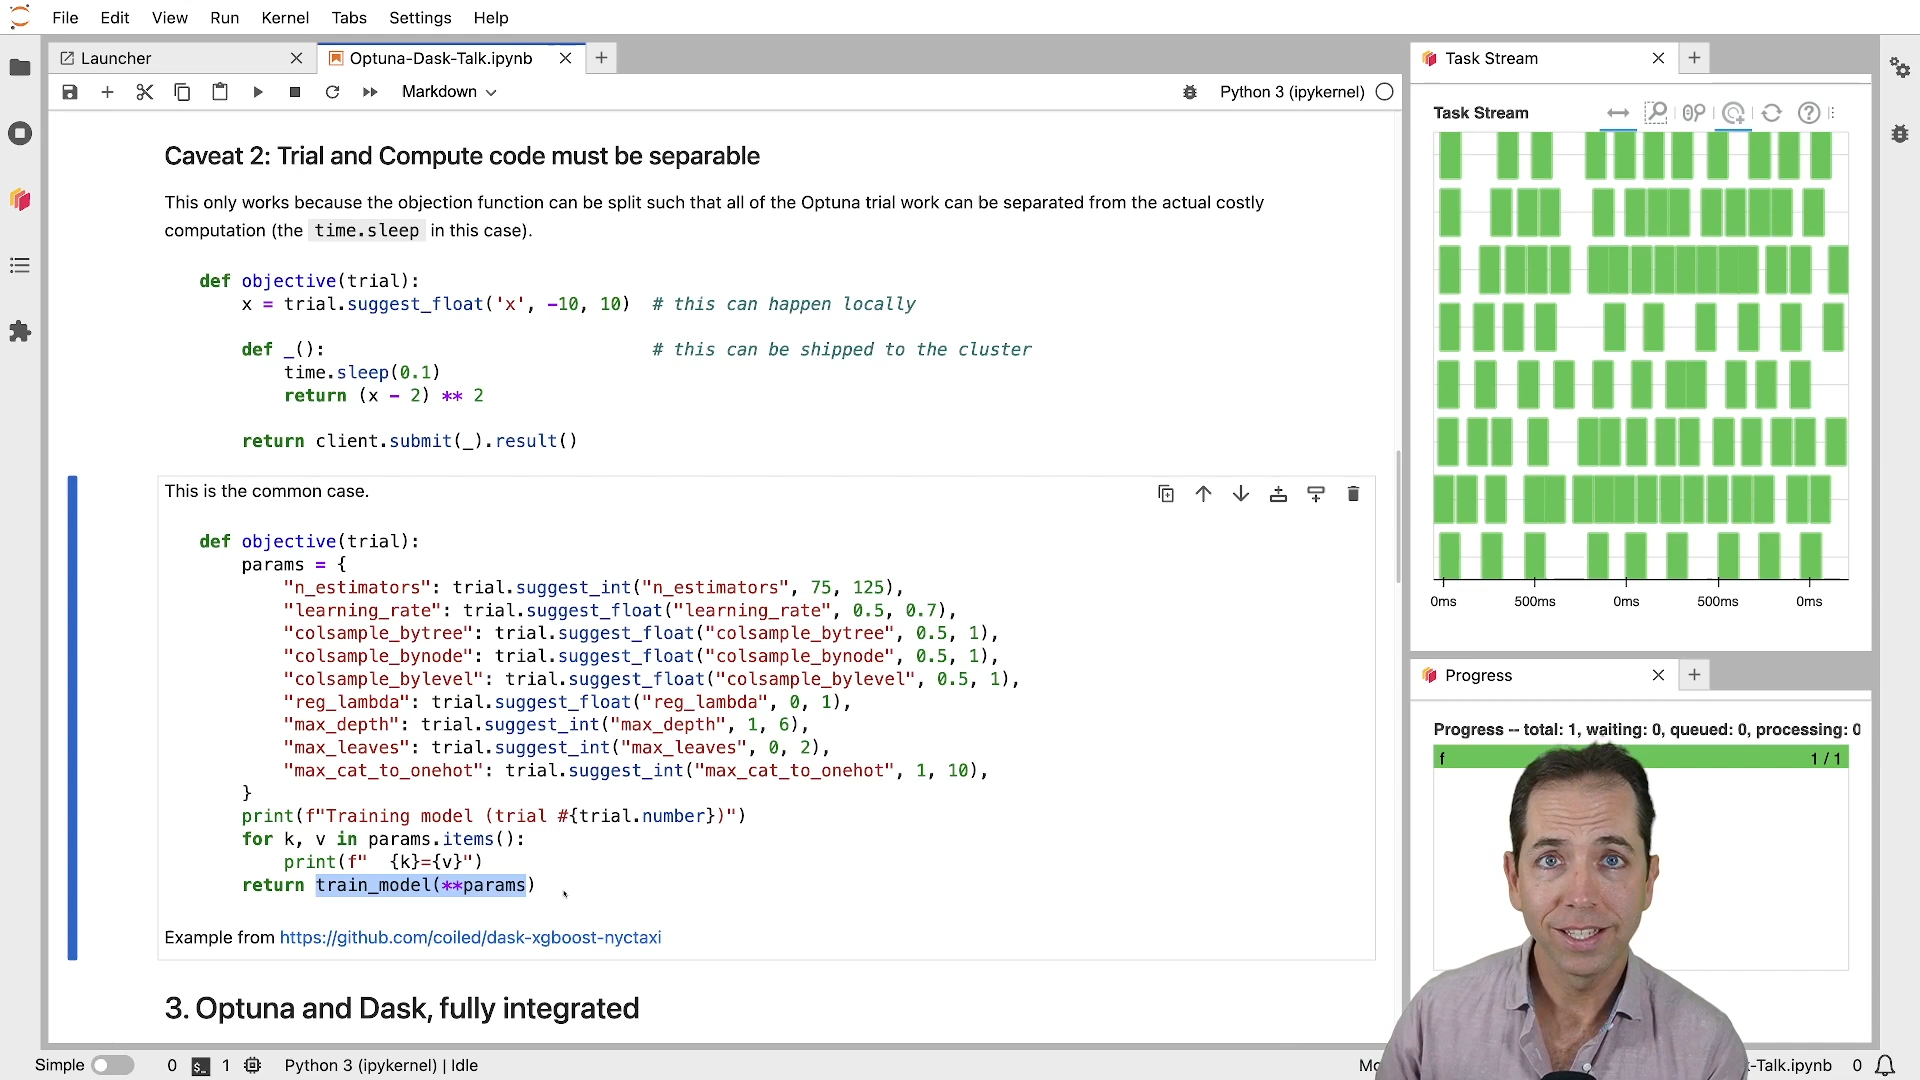 File Edit View Run Kernel Tabs Settings Help
Launcher
Optuna-Dask-Talk.ipynb
Markdown
Python 3 (ipykernel)
Caveat 2: Trial and Compute code must be separable
This only works because the objection function can be split such that all of the Optuna trial work can be separated from the actual costly
computation (the time.sleep in this case).
def objective(trial):
    x = trial.suggest_float('x', -10, 10)  # this can happen locally
    def _():                               # this can be shipped to the cluster
        time.sleep(0.1)
        return (x - 2) ** 2
    return client.submit(_).result()
This is the common case.
def objective(trial):
    params = {
        "n_estimators": trial.suggest_int("n_estimators", 75, 125),
        "learning_rate": trial.suggest_float("learning_rate", 0.5, 0.7),
        "colsample_bytree": trial.suggest_float("colsample_bytree", 0.5, 1),
        "colsample_bynode": trial.suggest_float("colsample_bynode", 0.5, 1),
        "colsample_bylevel": trial.suggest_float("colsample_bylevel", 0.5, 1),
        "reg_lambda": trial.suggest_float("reg_lambda", 0, 1),
        "max_depth": trial.suggest_int("max_depth", 1, 6),
        "max_leaves": trial.suggest_int("max_leaves", 0, 2),
        "max_cat_to_onehot": trial.suggest_int("max_cat_to_onehot", 1, 10),
    }
    print(f"Training model (trial #{trial.number})")
    for k, v in params.items():
        print(f"  {k}={v}")
    return train_model(**params)
Example from https://github.com/coiled/dask-xgboost-nyctaxi
3. Optuna and Dask, fully integrated
Task Stream
Task Stream
0ms 500ms 0ms 500ms 0ms
Progress
Progress -- total: 1, waiting: 0, queued: 0, processing: 0
f 1 / 1
Simple 0 1 Python 3 (ipykernel) | Idle
-Talk.ipynb 0